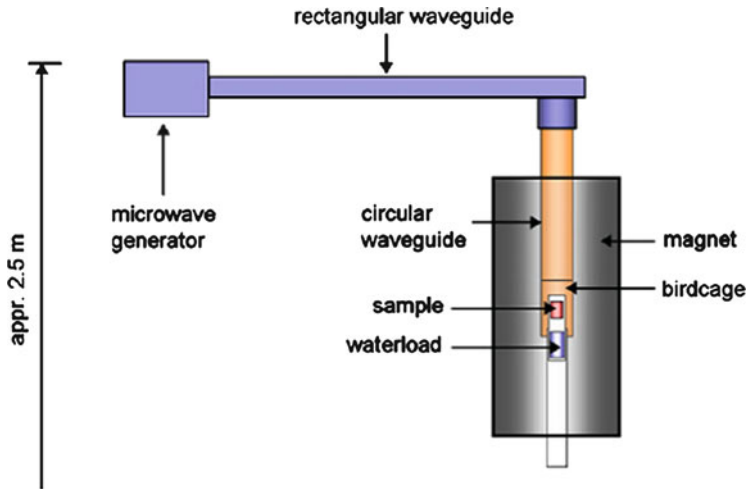 rectangular waveguide
microwave
generator
circular
waveguide
magnet
birdcage
sample
waterload
appr. 2.5 m